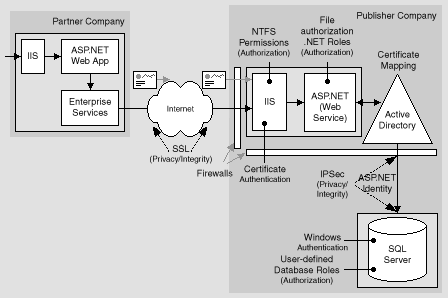 Partner Company
IIS
ASP.NET
Web App
Enterprise
Services
Internet
SSL
(Privacy/Integrity)
Firewalls
Publisher Company
NTFS
Permissions
(Authorization)
File
authorization
.NET Roles
(Authorization)
Certificate
Mapping
IIS
ASP.NET
(Web
Service)
Active
Directory
Certificate
Authentication
IPSec
(Privacy/
Integrity)
ASP.NET
Identity
Windows
Authentication
User-defined
Database Roles
(Authorization)
SQL
Server